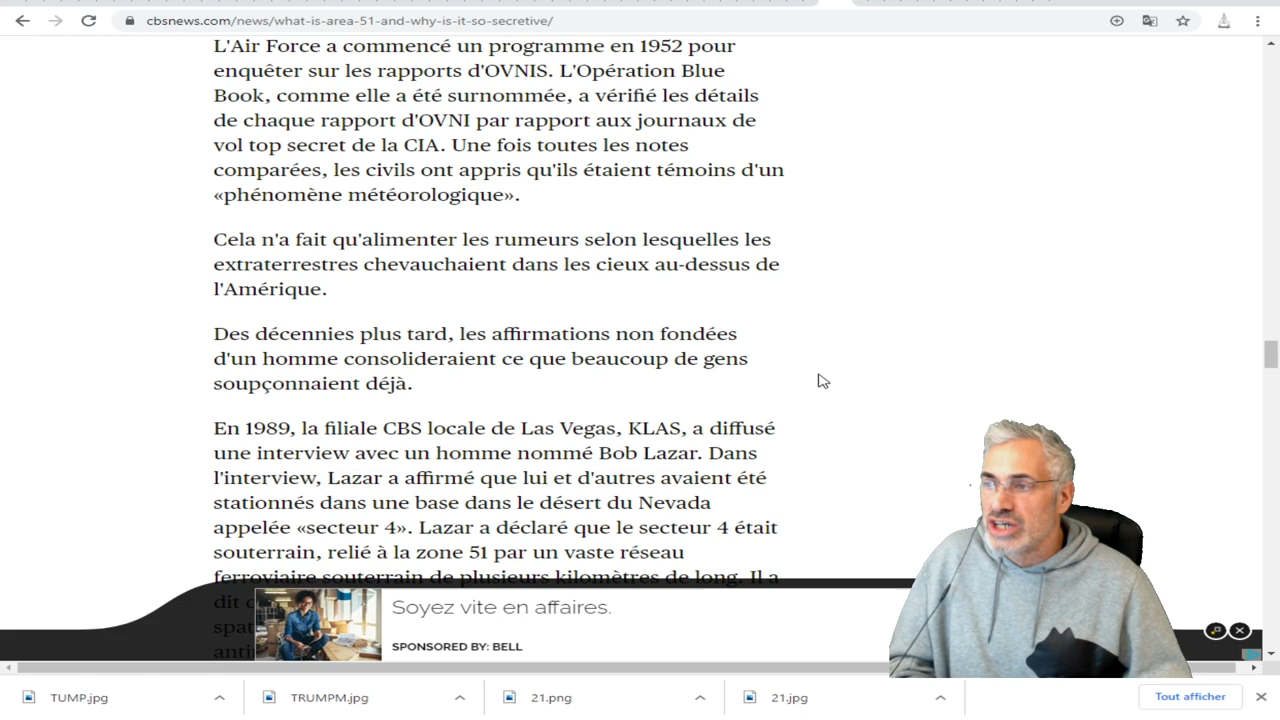 cbsnews.com/news/what-is-area-51-and-why-is-it-so-secretive/
L'Air Force a commencé un programme en 1952 pour
enquêter sur les rapports d'OVNIS. L'Opération Blue
Book, comme elle a été surnommée, a vérifié les détails
de chaque rapport d'OVNI par rapport aux journaux de
vol top secret de la CIA. Une fois toutes les notes
comparées, les civils ont appris qu'ils étaient témoins d'un
«phénomène météorologique».
Cela n'a fait qu'alimenter les rumeurs selon lesquelles les
extraterrestres chevauchaient dans les cieux au-dessus de
l'Amérique.
Des décennies plus tard, les affirmations non fondées
d'un homme consolideraient ce que beaucoup de gens
soupçonnaient déjà.
En 1989, la filiale CBS locale de Las Vegas, KLAS, a diffusé
une interview avec un homme nommé Bob Lazar. Dans
l'interview, Lazar a affirmé que lui et d'autres avaient été
stationnés dans une base dans le désert du Nevada
appelée «secteur 4». Lazar a déclaré que le secteur 4 était
souterrain, relié à la zone 51 par un vaste réseau
ferroviaire souterrain de plusieurs kilomètres de long. Il a
dit
spat
anti
Soyez vite en affaires.
SPONSORED BY: BELL
TUMP.jpg
TRUMPM.jpg
21.png
21.jpg
Tout afficher